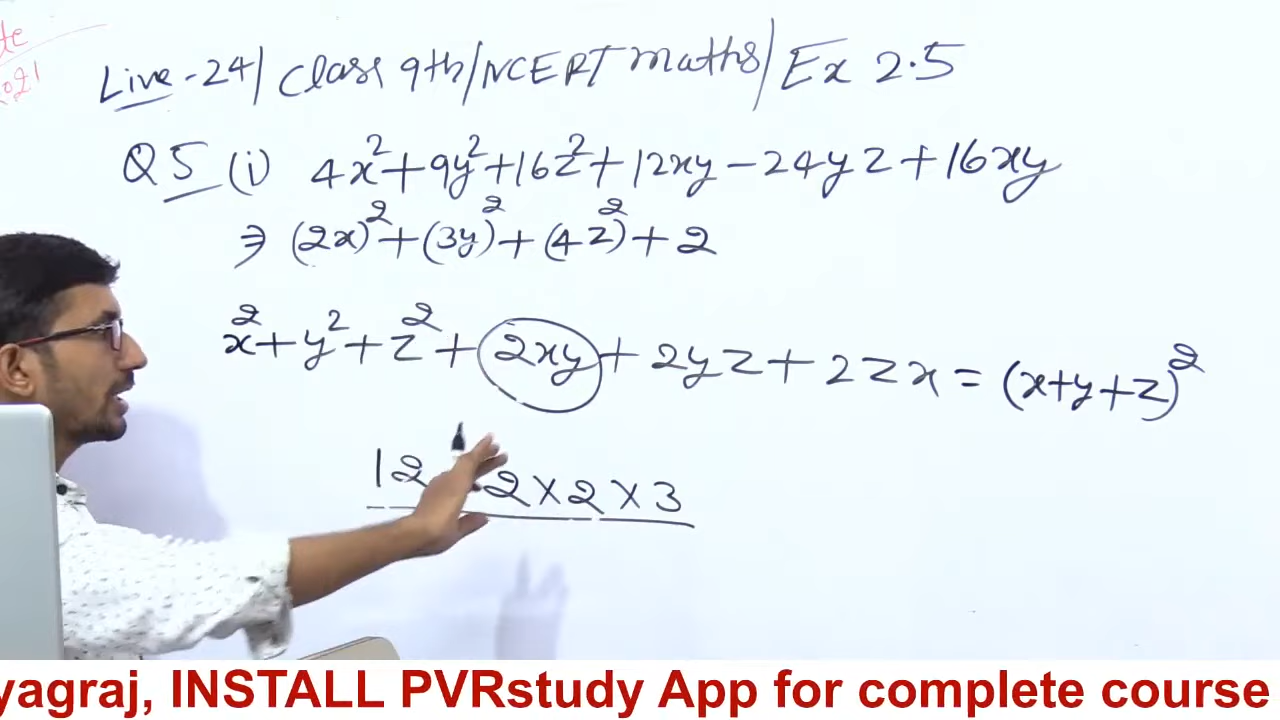 te
2021
Live-24/ Class 9th/NCERT maths/ Ex 2.5
Q5 (i) 4x²+9y²+16z²+12xy-24yz+16xy
⇒ (2x)²+(3y)²+(4z)²+2
x²+y²+z²+2xy+2yz+2zx=(x+y+z)²
12 2×2×3
yagraj, INSTALL PVRstudy App for complete course